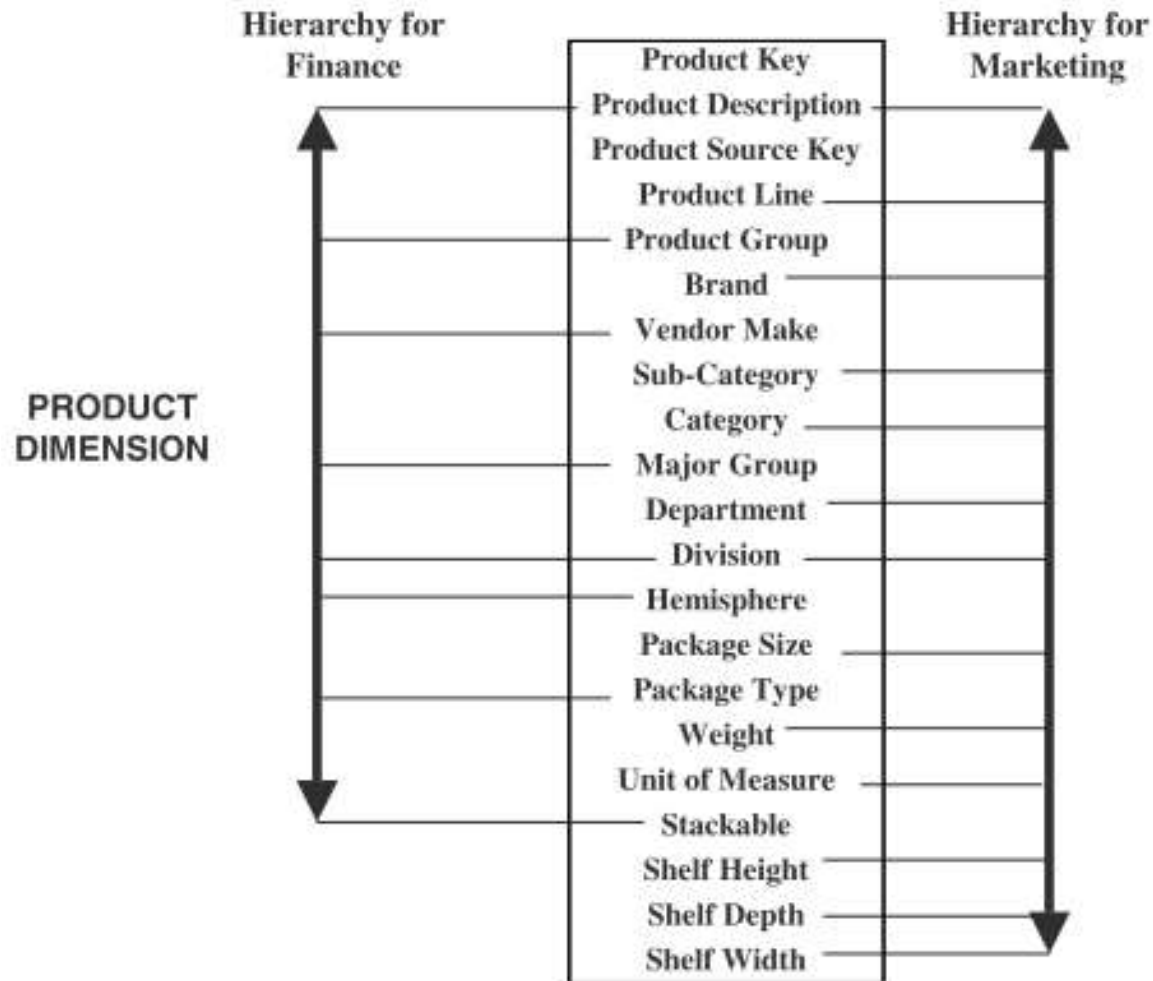 Hierarchy for
Finance
Hierarchy for
Marketing
Product Key
Product Description
Product Source Key
Product Line
Product Group
Brand
Vendor Make
Sub-Category
Category
Major Group
Department
Division
Hemisphere
Package Size
Package Type
Weight
Unit of Measure
Stackable
Shelf Height
Shelf Depth
Shelf Width
PRODUCT
DIMENSION